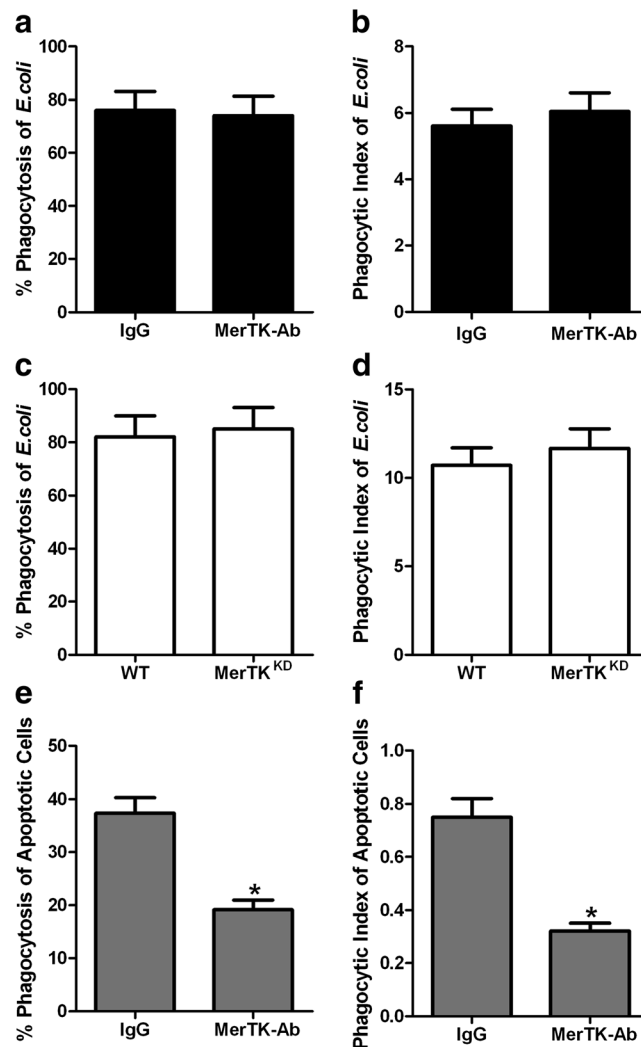 a
% Phagocytosis of E.coli
100
80
60
40
20
0
IgG MerTK-Ab
b
Phagocytic Index of E.coli
8
6
4
2
0
IgG MerTK-Ab
c
% Phagocytosis of E.coli
100
80
60
40
20
0
WT MerTK KD
d
Phagocytic Index of E.coli
15
10
5
0
WT MerTK KD
e
% Phagocytosis of Apoptotic Cells
50
40
30
20
10
0
*
IgG MerTK-Ab
f
Phagocytic Index of Apoptotic Cells
1.0
0.8
0.6
0.4
0.2
0.0
*
IgG MerTK-Ab